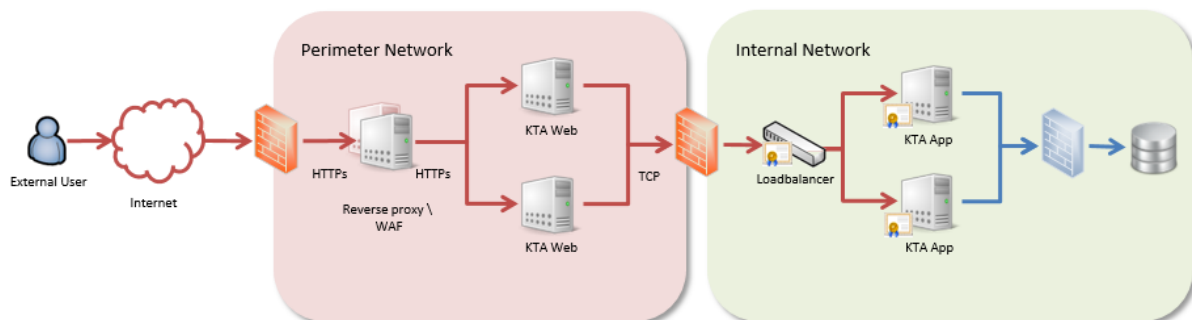 Perimeter Network
Internal Network
External User
Internet
HTTPs
HTTPs
Reverse proxy \
WAF
KTA Web
KTA Web
TCP
Loadbalancer
KTA App
KTA App